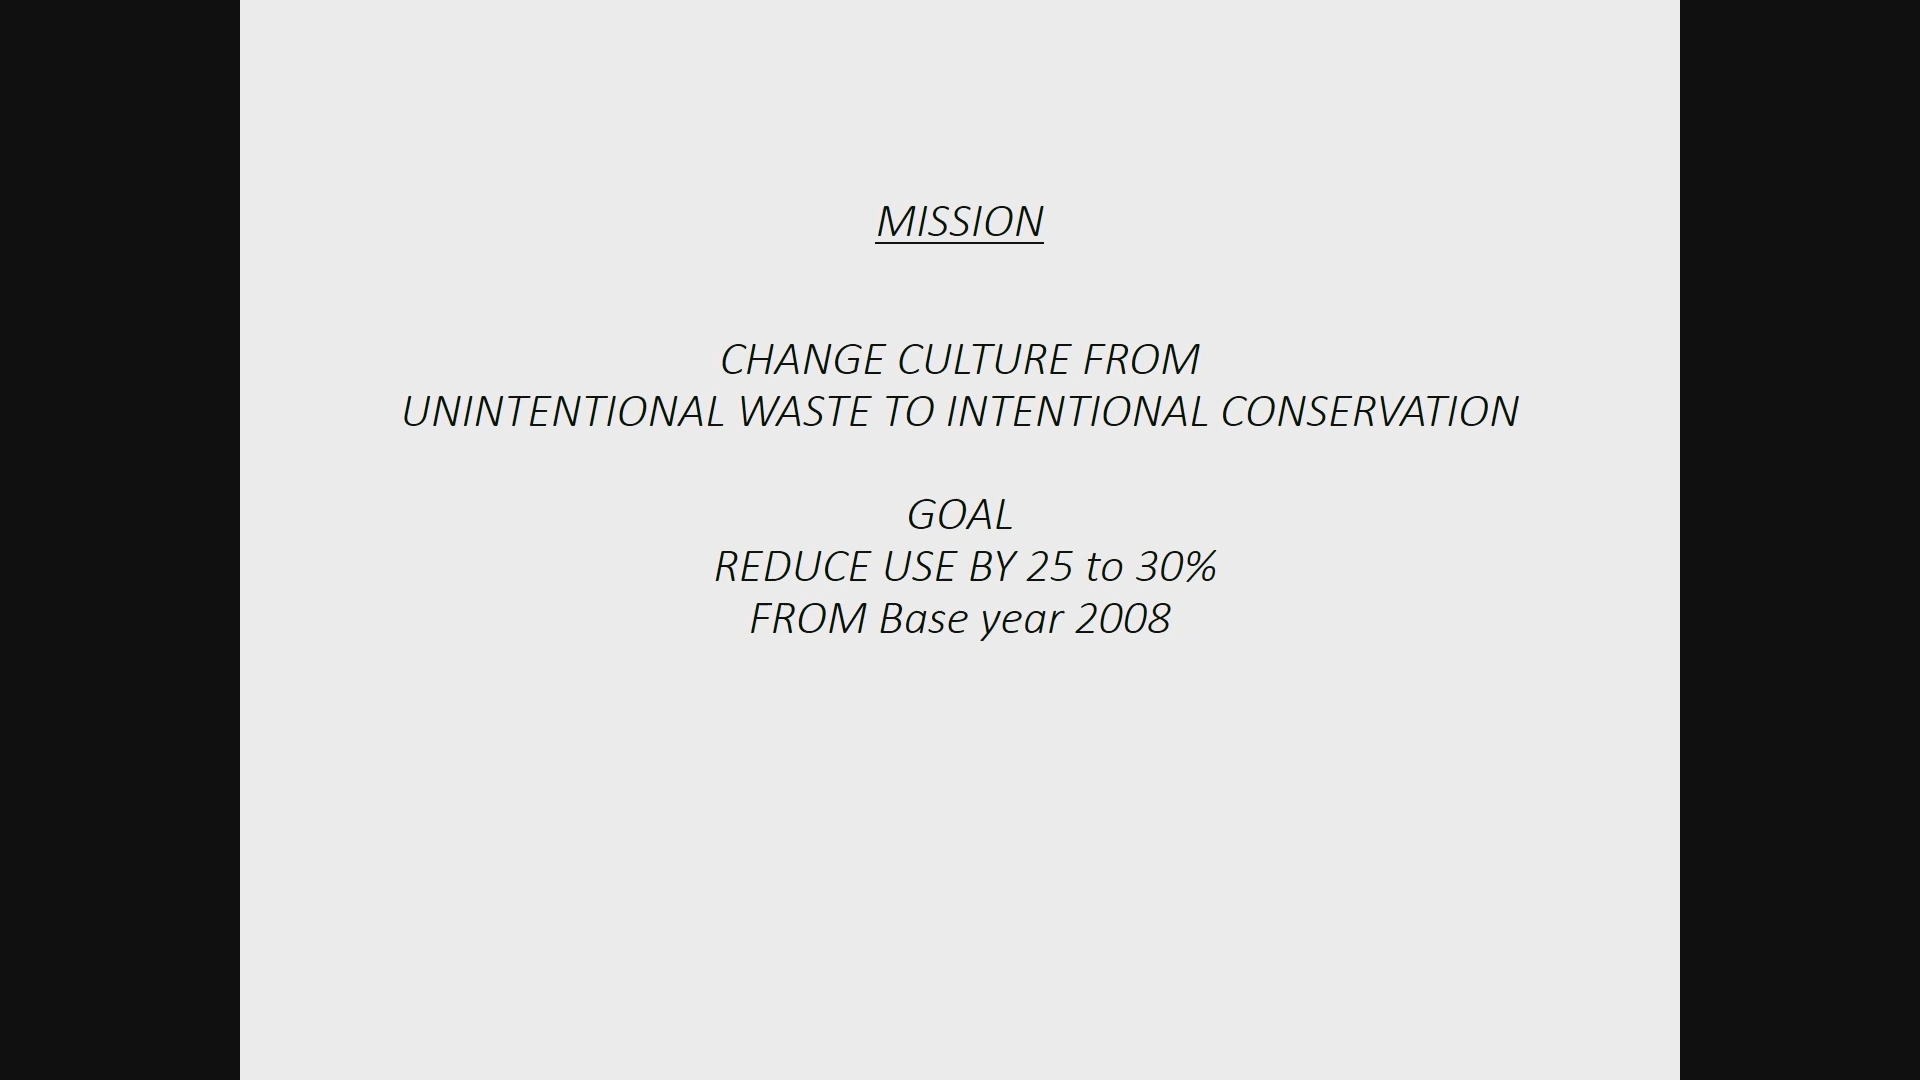 MISSION
CHANGE CULTURE FROM
UNINTENTIONAL WASTE TO INTENTIONAL CONSERVATION
GOAL
REDUCE USE BY 25 to 30%
FROM Base year 2008